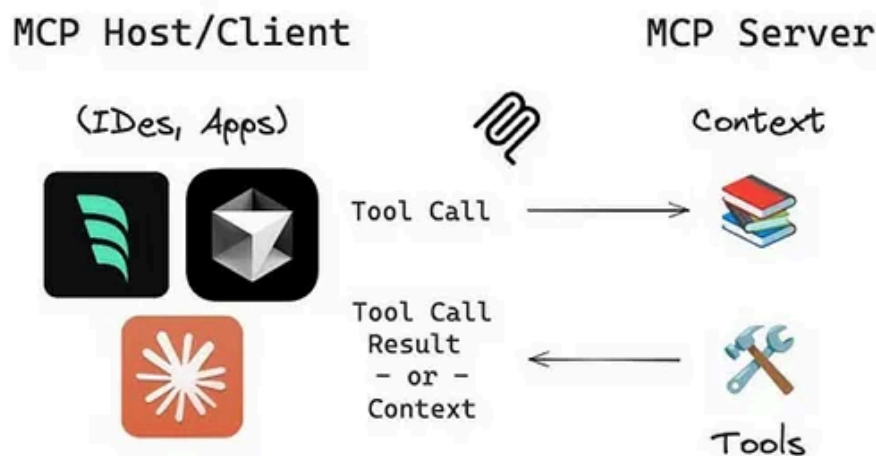 MCP Host/Client
MCP Server
(IDes, Apps)
Context
Tool Call
Tool Call
Result
- or -
Context
Tools